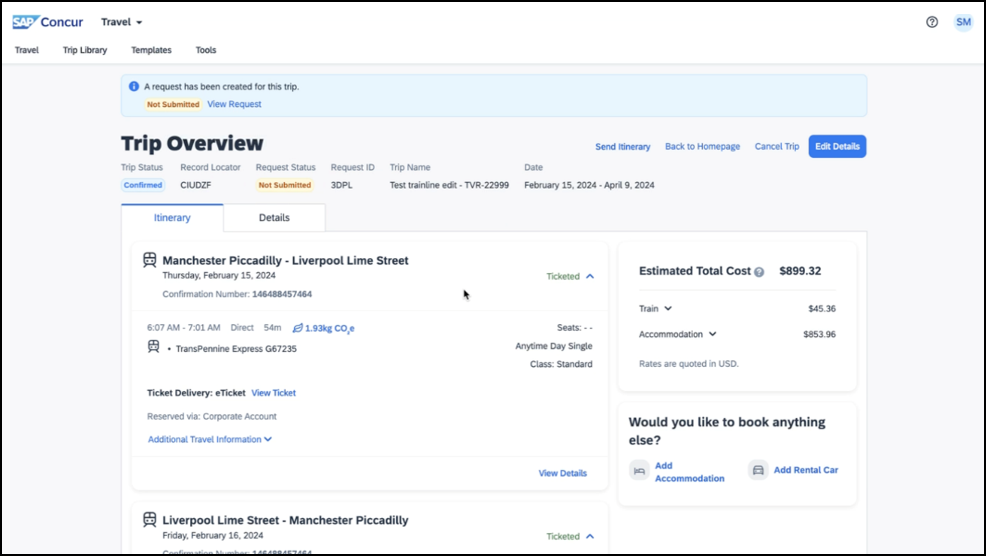 SAP Concur Travel
SM
Travel Trip Library Templates Tools
A request has been created for this trip.
Not Submitted View Request
Trip Overview
Send Itinerary Back to Homepage Cancel Trip Edit Details
Trip Status Record Locator Request Status Request ID Trip Name Date
Confirmed CIUDZF Not Submitted 3DPL Test trainline edit - TVR-22999 February 15, 2024 - April 9, 2024
Itinerary Details
Manchester Piccadilly - Liverpool Lime Street
Thursday, February 15, 2024
Ticketed
Confirmation Number: 146488457464
6:07 AM - 7:01 AM Direct 54m 1.93kg CO2e
Seats: - -
• TransPennine Express G67235
Anytime Day Single
Class: Standard
Ticket Delivery: eTicket View Ticket
Reserved via: Corporate Account
Additional Travel Information
View Details
Liverpool Lime Street - Manchester Piccadilly
Friday, February 16, 2024
Ticketed
Confirmation Number: 146488457464
Estimated Total Cost ? $899.32
Train $45.36
Accommodation $853.96
Rates are quoted in USD.
Would you like to book anything
else?
Add
Accommodation
Add Rental Car